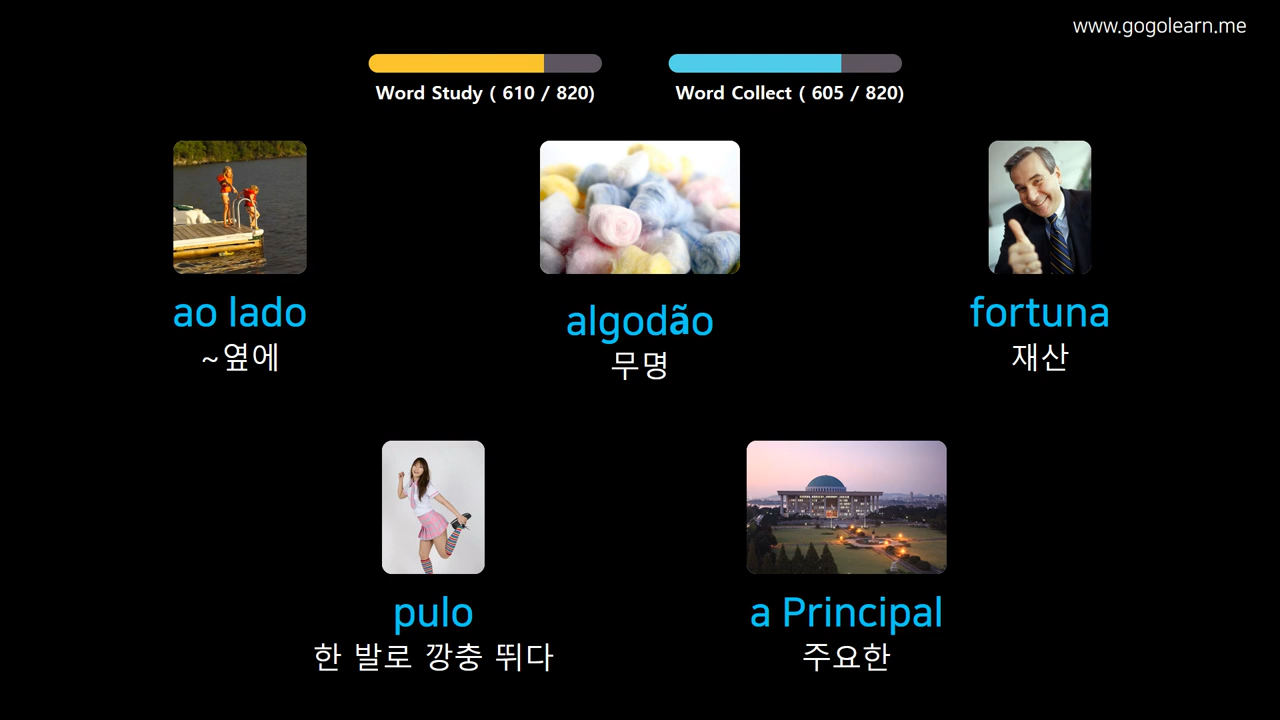 www.gogolearn.me
Word Study ( 610 / 820)
Word Collect ( 605 / 820)
ao lado
~옆에
algodão
무명
fortuna
재산
pulo
한 발로 깡충 뛰다
a Principal
주요한